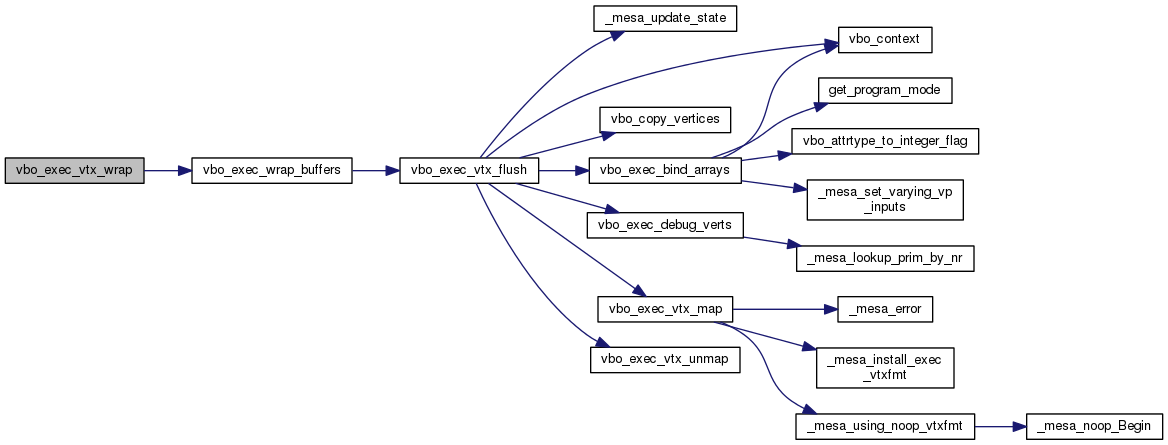 _mesa_update_state
vbo_context
get_program_mode
vbo_copy_vertices
vbo_attrtype_to_integer_flag
vbo_exec_vtx_wrap
vbo_exec_wrap_buffers
vbo_exec_vtx_flush
vbo_exec_bind_arrays
_mesa_set_varying_vp
_inputs
vbo_exec_debug_verts
_mesa_lookup_prim_by_nr
vbo_exec_vtx_map
_mesa_error
vbo_exec_vtx_unmap
_mesa_install_exec
_vtxfmt
_mesa_using_noop_vtxfmt
_mesa_noop_Begin